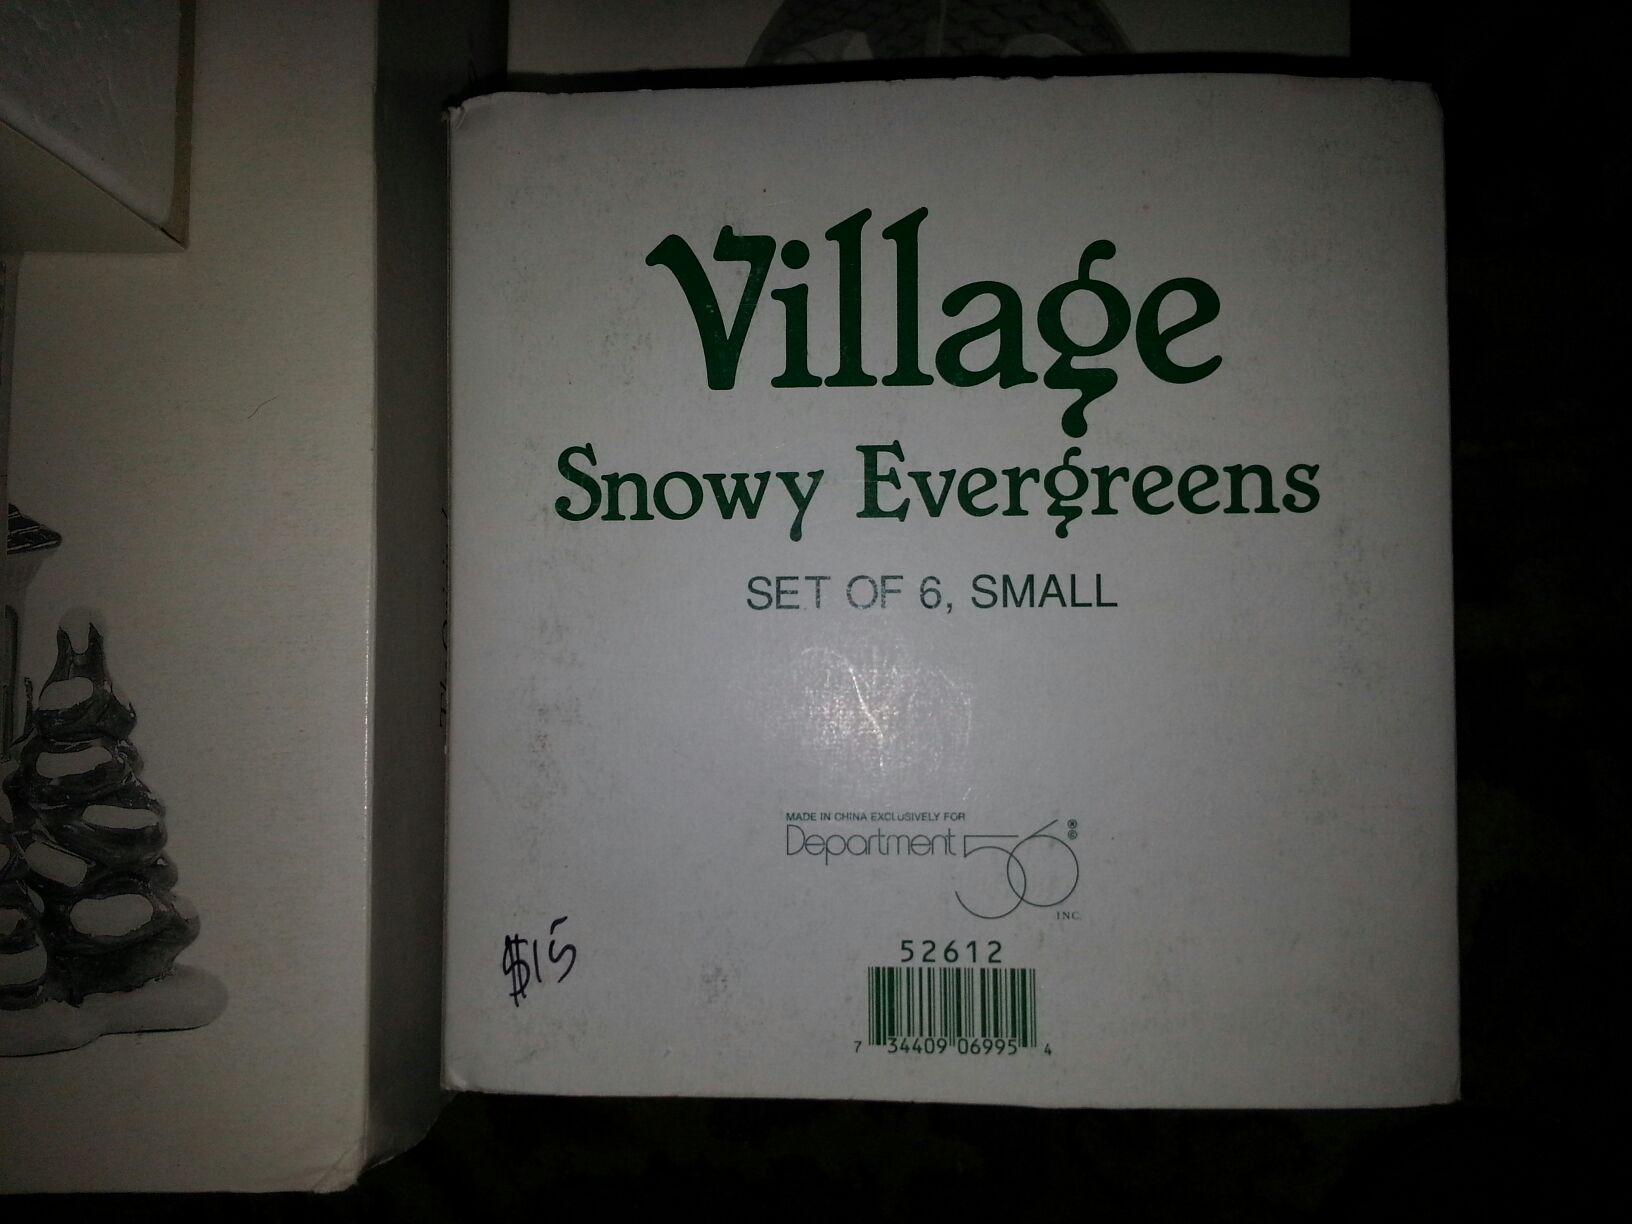 Village
Snowy Evergreens
SET OF 6, SMALL
MADE IN CHINA EXCLUSIVELY FOR
Department 56 ®©
INC.
$15
52612
7 34409 06995 4